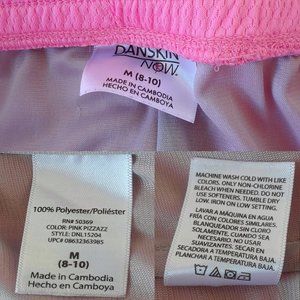 DANSKIN
NOW.
M (8-10)
MADE IN CAMBODIA
HECHO EN CAMBOYA
100% Polyester/Poliéster
RN# 50369
COLOR: PINK PIZZAZZ
STYLE: DNL15204
UPC# 08632363985
M
(8-10)
Made in Cambodia
Hecho en Camboya
MACHINE WASH COLD WITH LIKE
COLORS. ONLY NON-CHLORINE
BLEACH WHEN NEEDED. DO NOT
USE SOFTENERS. TUMBLE DRY
LOW. IRON ON LOW SETTING.
LAVAR A MÁQUINA EN AGUA
FRÍA CON COLORES SIMILARES.
BLANQUEADOR SIN CLORO
SOLAMENTE, CUANDO SEA
NECESARIO. NO USAR
SUAVIZANTES. SECAR EN
SECADORA A TEMPERATURA BAJA.
PLANCHAR A TEMPERATURA BAJA.